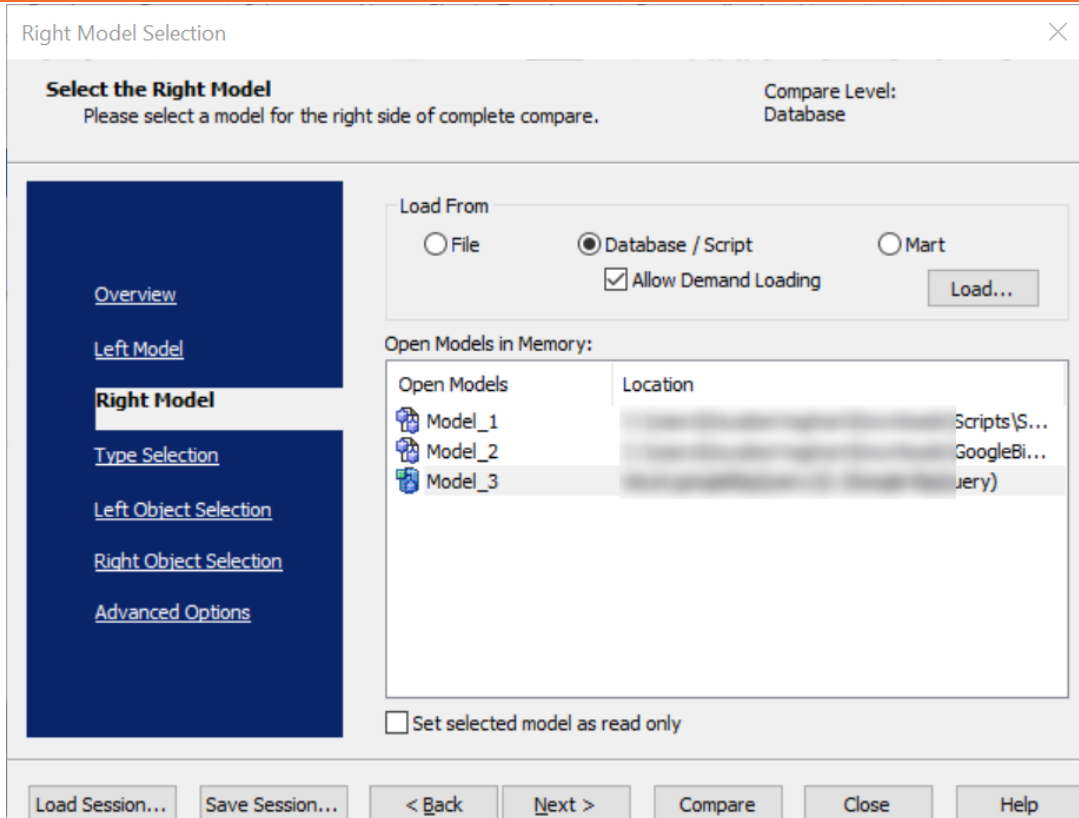 Right Model Selection
Select the Right Model
Please select a model for the right side of complete compare.
Compare Level:
Database
Overview
Left Model
Right Model
Type Selection
Left Object Selection
Right Object Selection
Advanced Options
Load From
File
Database / Script
Mart
Allow Demand Loading
Load...
Open Models in Memory:
Open Models Location
Model_1 Scripts\S...
Model_2 GoogleBi...
Model_3
Set selected model as read only
Load Session... Save Session... < Back Next > Compare Close Help